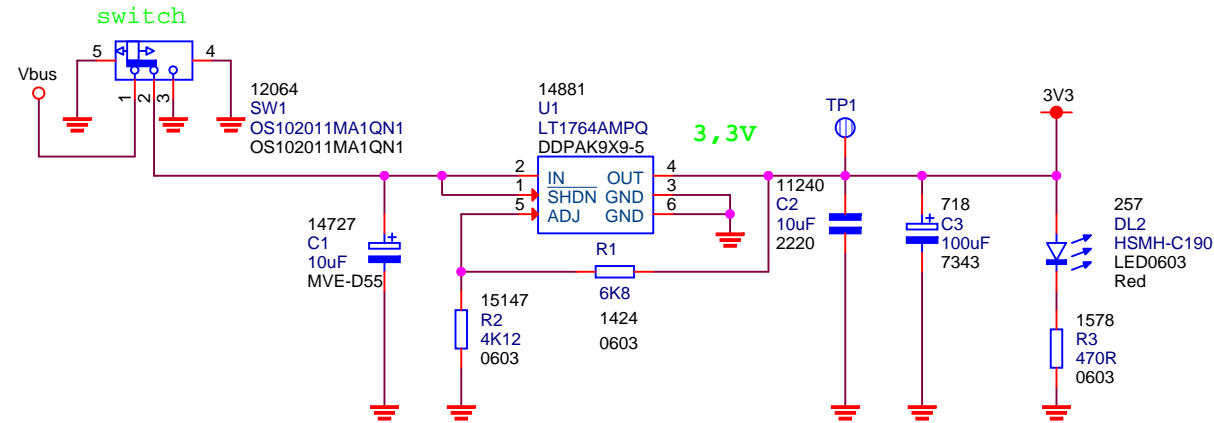 switch
5
4
Vbus
1
2
3
12064
SW1
OS102011MA1QN1
OS102011MA1QN1
14881
U1
LT1764AMPQ
DDPAK9X9-5
3,3V
TP1
3V3
2
IN
OUT
4
1
SHDN
GND
3
5
ADJ
GND
6
14727
C1
10uF
MVE-D55
R1
6K8
1424
0603
15147
R2
4K12
0603
11240
C2
10uF
2220
718
C3
100uF
7343
257
DL2
HSMH-C190
LED0603
Red
1578
R3
470R
0603